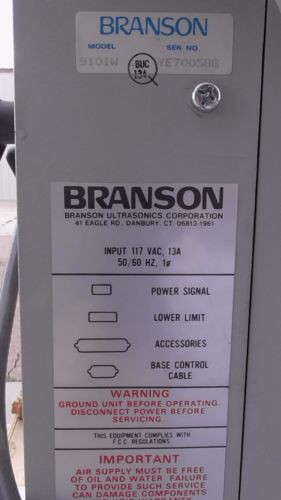 BRANSON
MODEL SER. NO.
9101W YE70058G
BUC
134
BRANSON
BRANSON ULTRASONICS CORPORATION
41 EAGLE RD., DANBURY, CT. 06813-1961
INPUT 117 VAC, 13A
50/60 HZ, 1ø
POWER SIGNAL
LOWER LIMIT
ACCESSORIES
BASE CONTROL
CABLE
WARNING
GROUND UNIT BEFORE OPERATING.
DISCONNECT POWER BEFORE
SERVICING.
THIS EQUIPMENT COMPLIES WITH
F.C.C. REGULATIONS
IMPORTANT
AIR SUPPLY MUST BE FREE
OF OIL AND WATER. FAILURE
TO PROVIDE SUCH SERVICE
CAN DAMAGE COMPONENTS